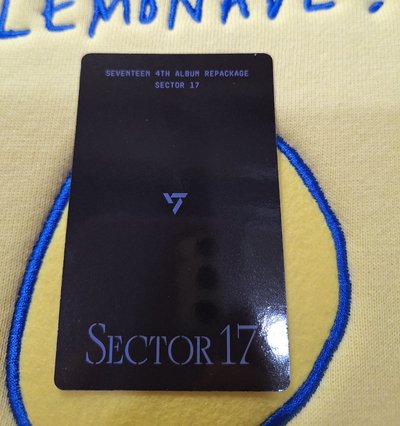 LEMONADE.
SEVENTEEN 4TH ALBUM REPACKAGE
SECTOR 17
SECTOR 17